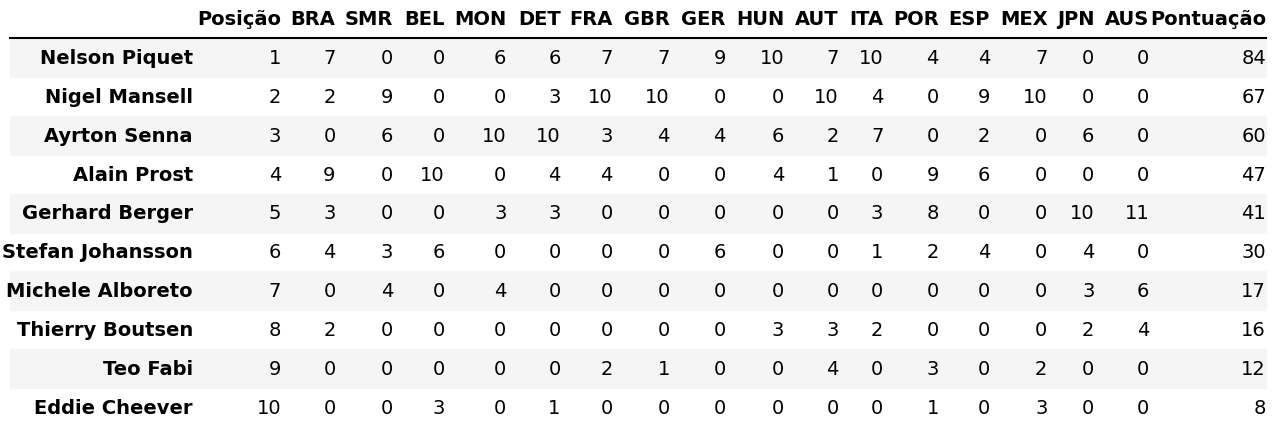 Posição BRA SMR BEL MON DET FRA GBR GER HUN AUT ITA POR ESP MEX JPN AUS Pontuação
Nelson Piquet 1 7 0 0 6 6 7 7 9 10 7 10 4 4 7 0 0 84
Nigel Mansell 2 2 9 0 0 3 10 10 0 0 10 4 0 9 10 0 0 67
Ayrton Senna 3 0 6 0 10 10 3 4 4 6 2 7 0 2 0 6 0 60
Alain Prost 4 9 0 10 0 4 4 0 0 4 1 0 9 6 0 0 0 47
Gerhard Berger 5 3 0 0 3 3 0 0 0 0 0 3 8 0 0 10 11 41
Stefan Johansson 6 4 3 6 0 0 0 0 6 0 0 1 2 4 0 4 0 30
Michele Alboreto 7 0 4 0 4 0 0 0 0 0 0 0 0 0 0 3 6 17
Thierry Boutsen 8 2 0 0 0 0 0 0 0 3 3 2 0 0 0 2 4 16
Teo Fabi 9 0 0 0 0 0 2 1 0 0 4 0 3 0 2 0 0 12
Eddie Cheever 10 0 0 3 0 1 0 0 0 0 0 0 1 0 3 0 0 8